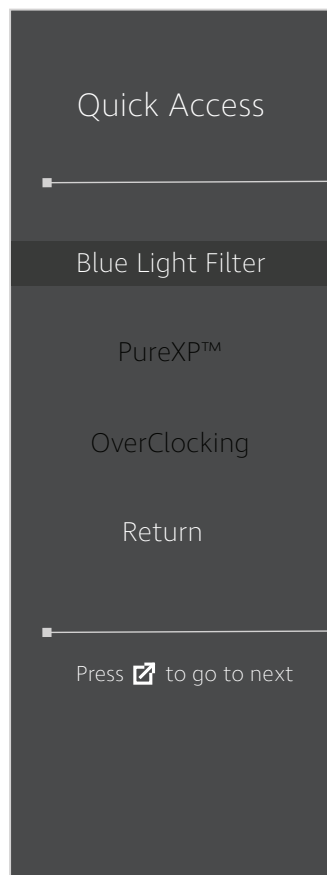 Quick Access
Blue Light Filter
PureXP™
OverClocking
Return
Press to go to next